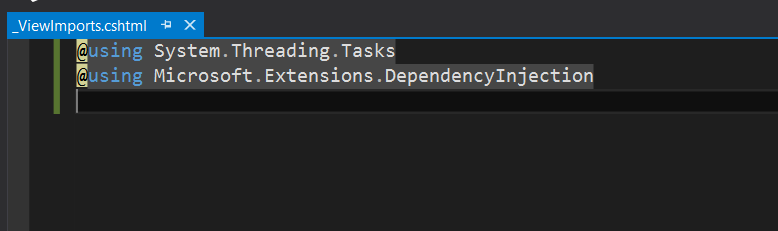 _ViewImports.cshtml
@using System.Threading.Tasks
@using Microsoft.Extensions.DependencyInjection